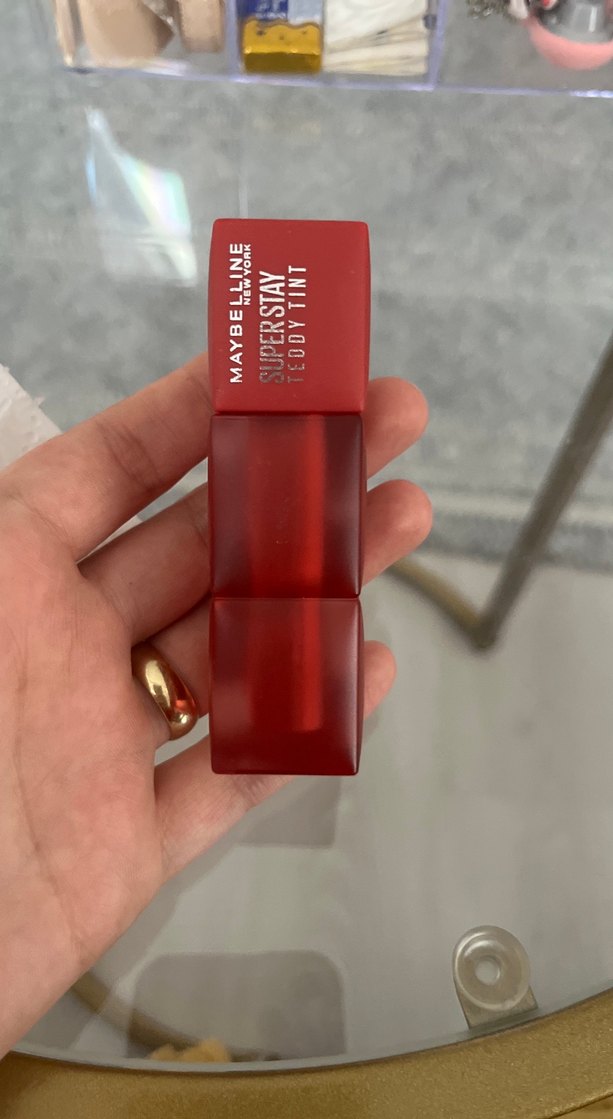 MAYBELLINE
NEW YORK
SUPER STAY
TEDDY TINT